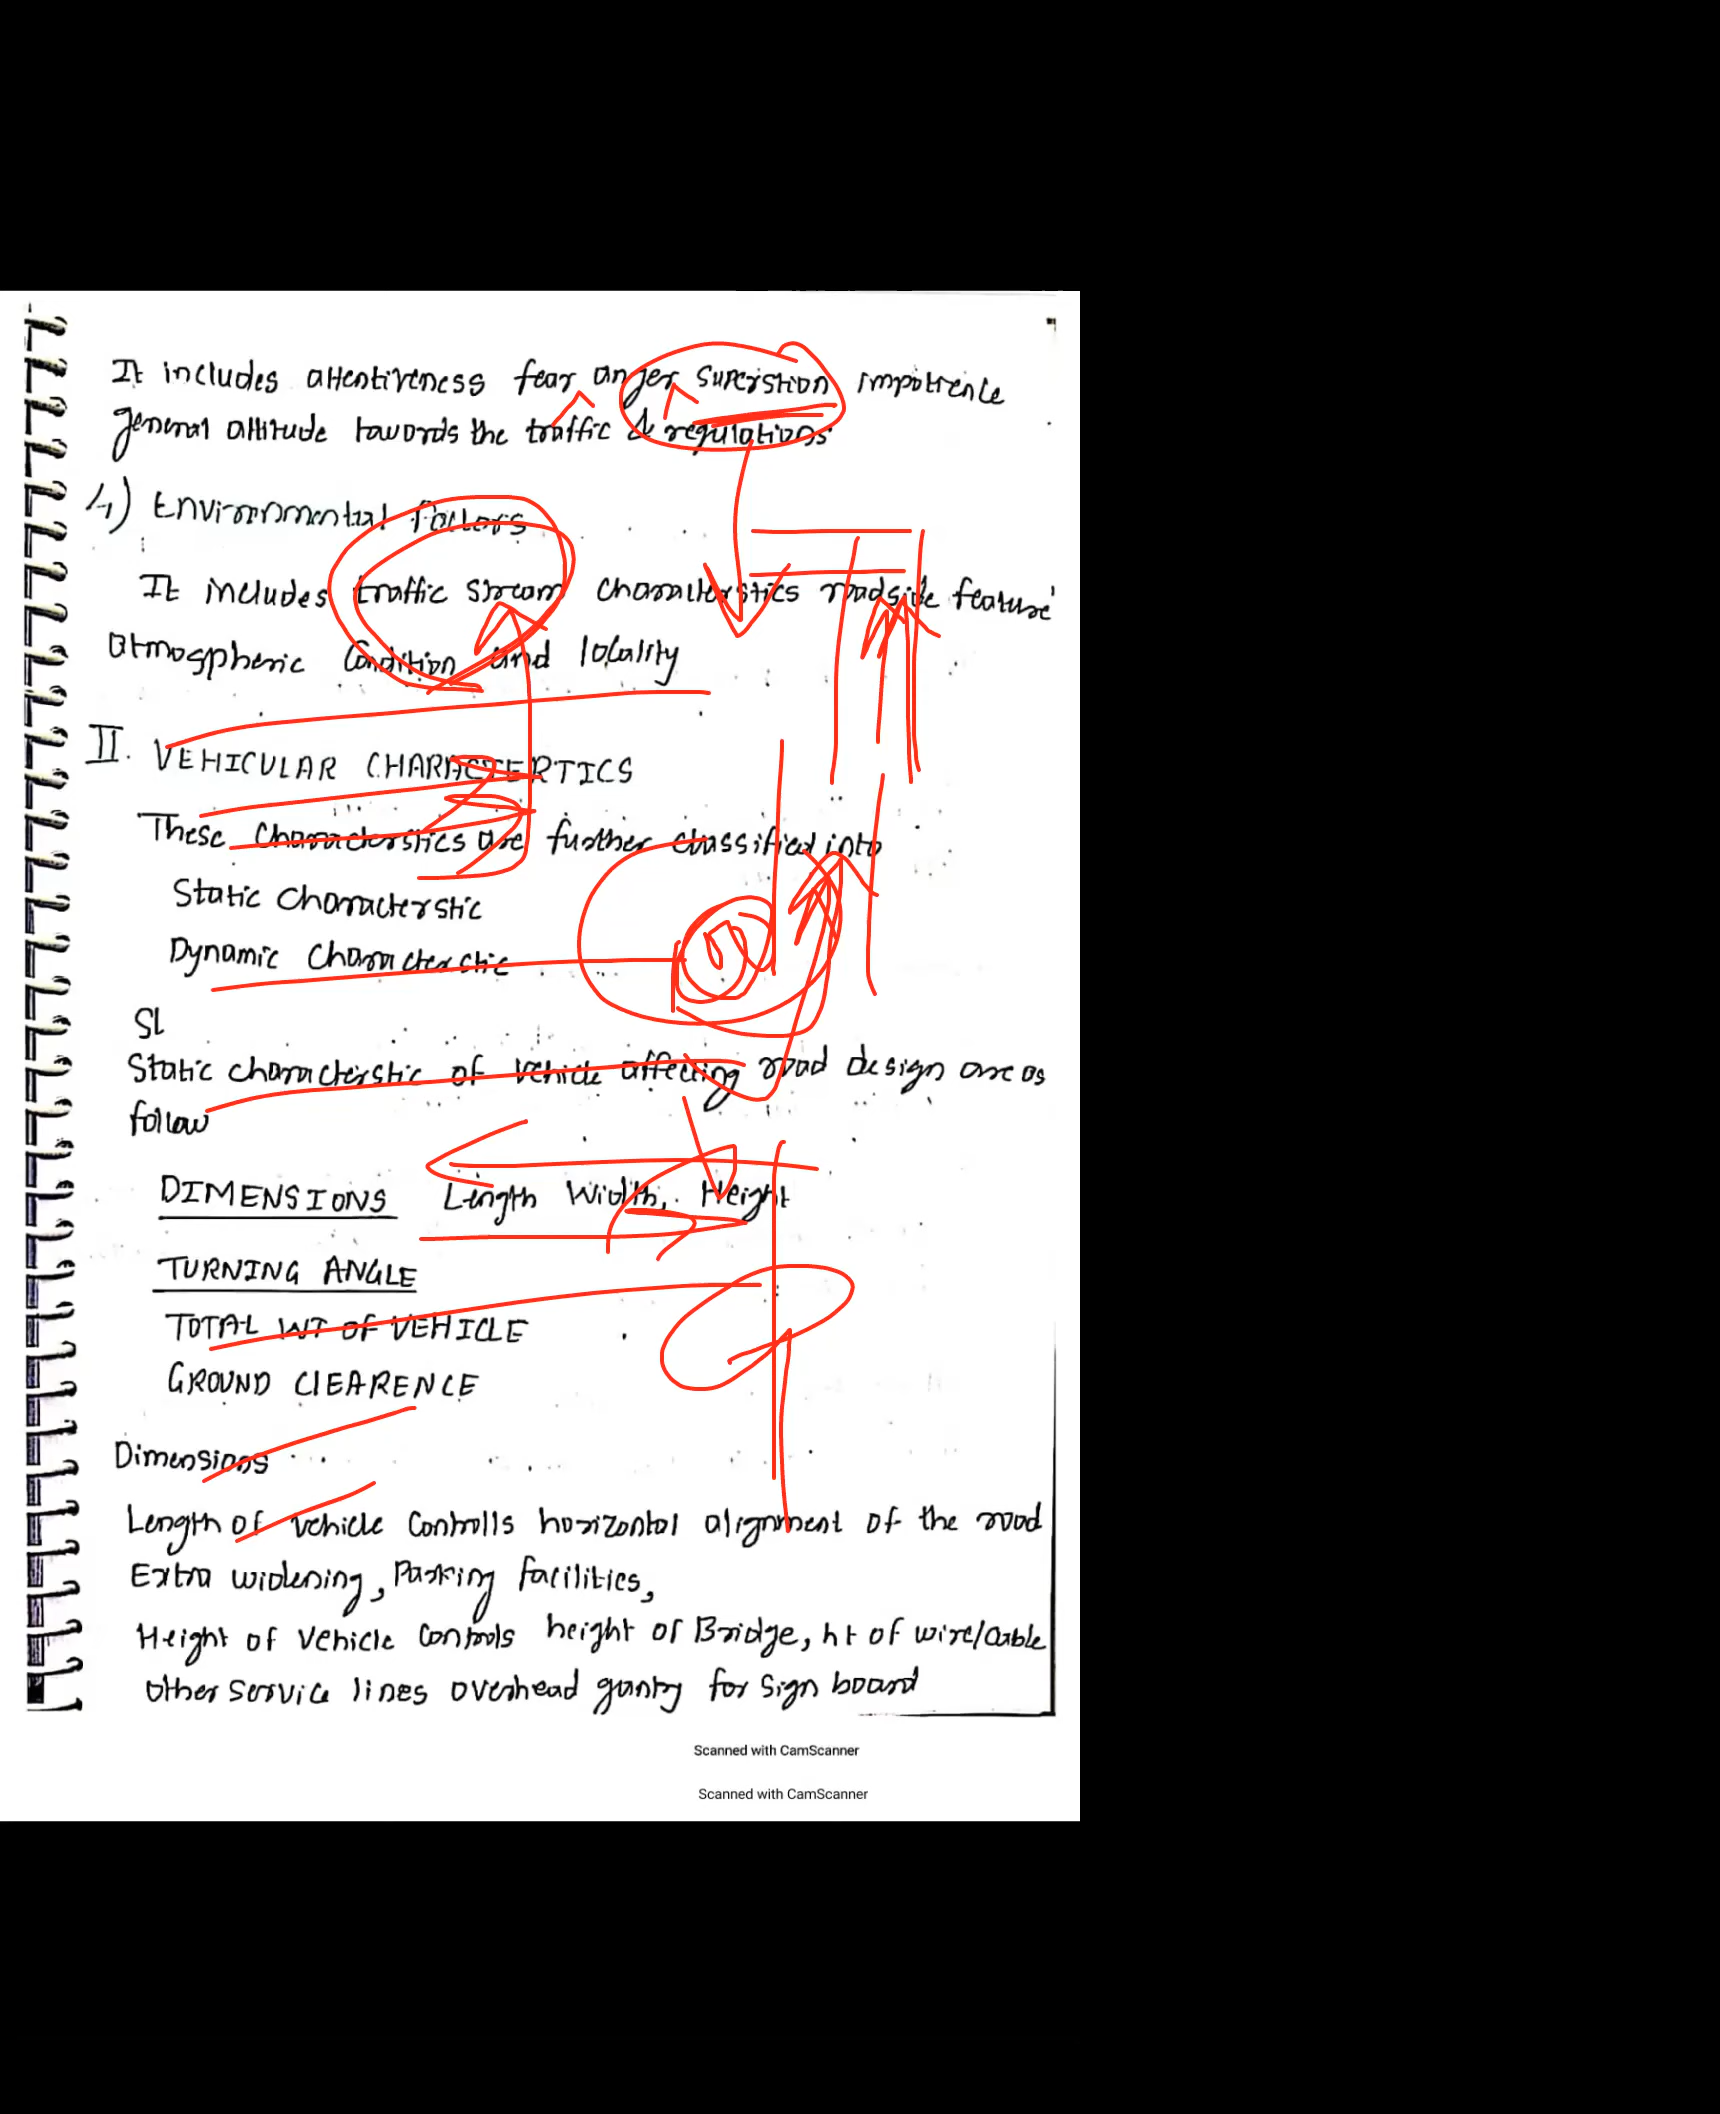 It includes attentiveness fear anger supcistion impotience
general attitude towards the traffic & regulations
4) Environmental Factors
It includes traffic stream characterstics roadside feature
atmospheric condition and locality
II. VEHICULAR CHARACTERTICS
These characterstics are further classified into
Static characterstic
Dynamic characterstic
SL
Static characterstic of vehicle affecting road design are as
follow
DIMENSIONS Length Width, Height
TURNING ANGLE
TOTAL WT OF VEHICLE
GROUND ClEARENCE
Dimensions
Length of vehicle controlls horizontal alignment of the road
Extra widening, Parking facilities,
Height of vehicle controls height of Bridge, ht of wire/cable
other service lines overhead gantry for sign board
Scanned with CamScanner
Scanned with CamScanner